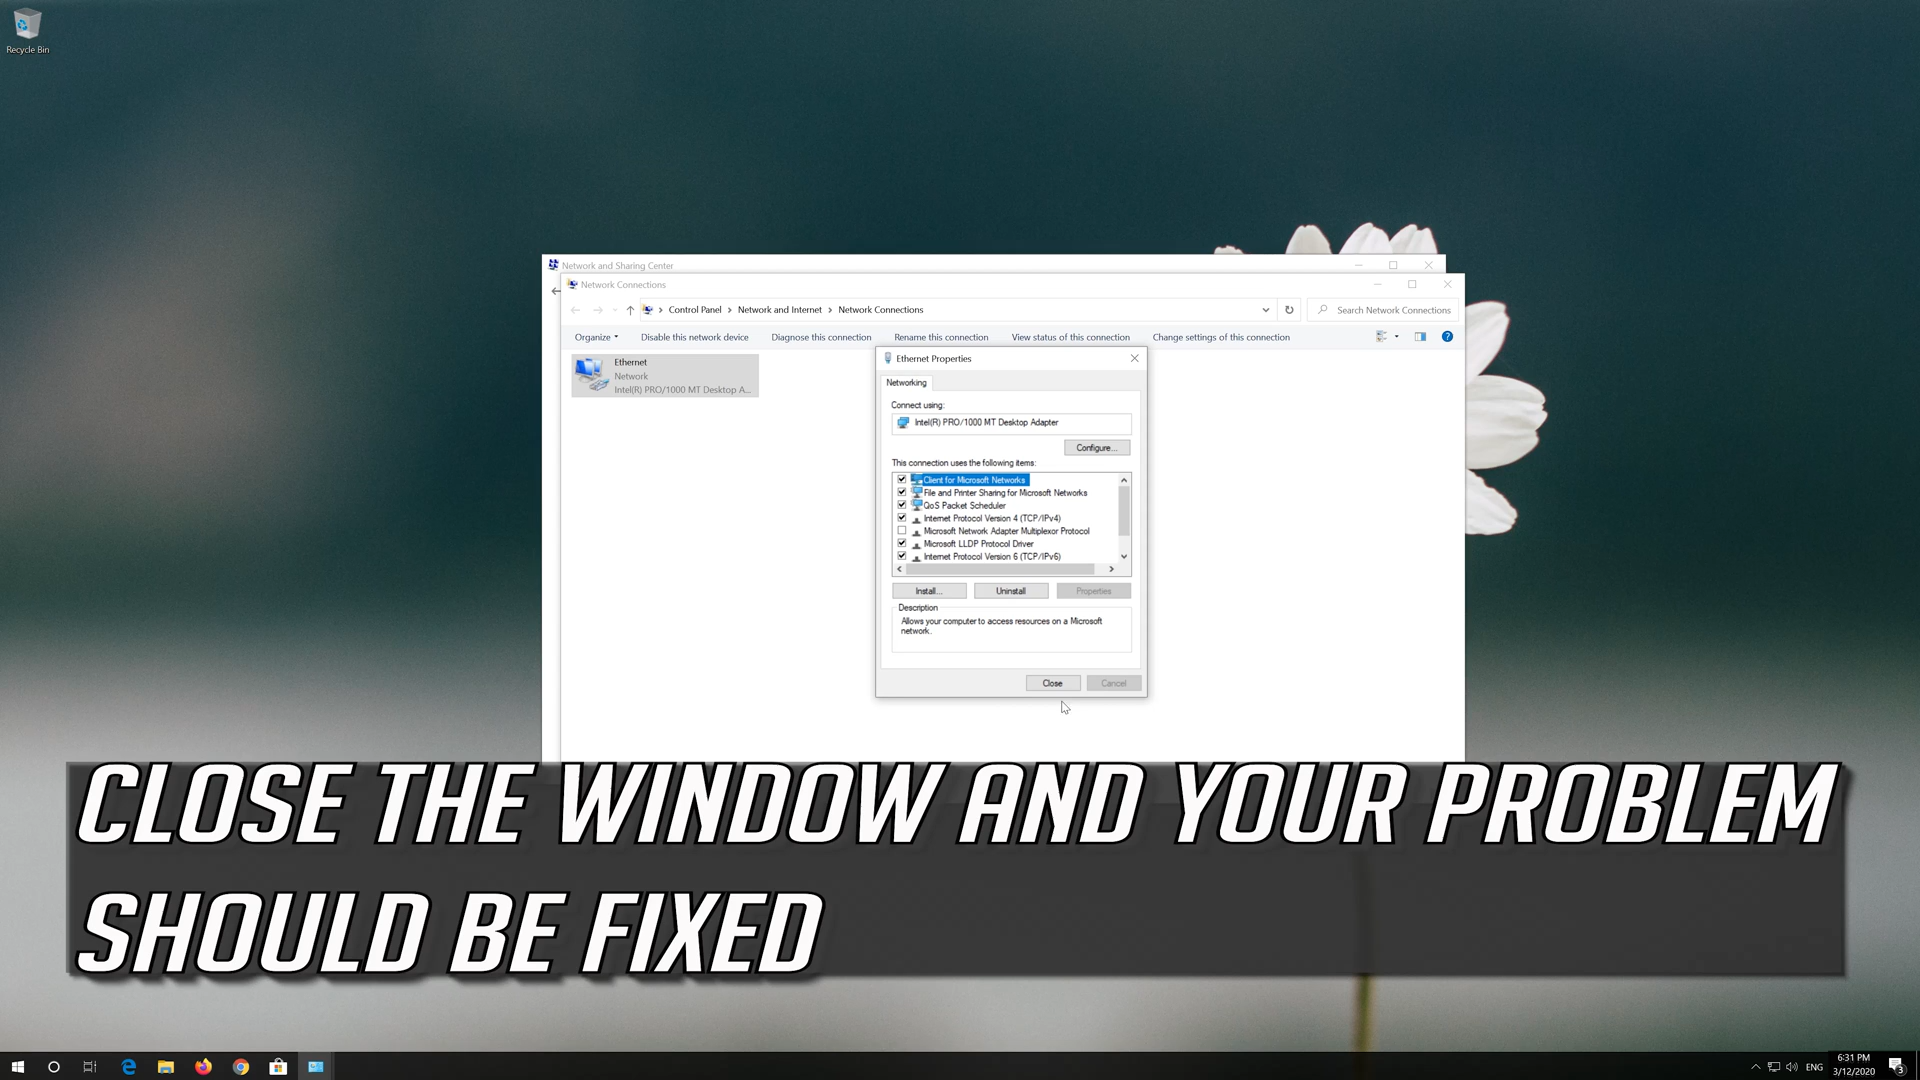 Recycle Bin
Network and Sharing Center
Network Connections
Control Panel > Network and Internet > Network Connections
Search Network Connections
Organize
Disable this network device
Diagnose this connection
Rename this connection
View status of this connection
Change settings of this connection
Ethernet
Network
Intel(R) PRO/1000 MT Desktop A...
Ethernet Properties
Networking
Connect using:
Intel(R) PRO/1000 MT Desktop Adapter
Configure...
This connection uses the following items:
Client for Microsoft Networks
File and Printer Sharing for Microsoft Networks
QoS Packet Scheduler
Internet Protocol Version 4 (TCP/IPv4)
Microsoft Network Adapter Multiplexor Protocol
Microsoft LLDP Protocol Driver
Internet Protocol Version 6 (TCP/IPv6)
Install...
Uninstall
Properties
Description
Allows your computer to access resources on a Microsoft
network.
Close
Cancel
CLOSE THE WINDOW AND YOUR PROBLEM
SHOULD BE FIXED
ENG
6:31 PM
3/12/2020
3